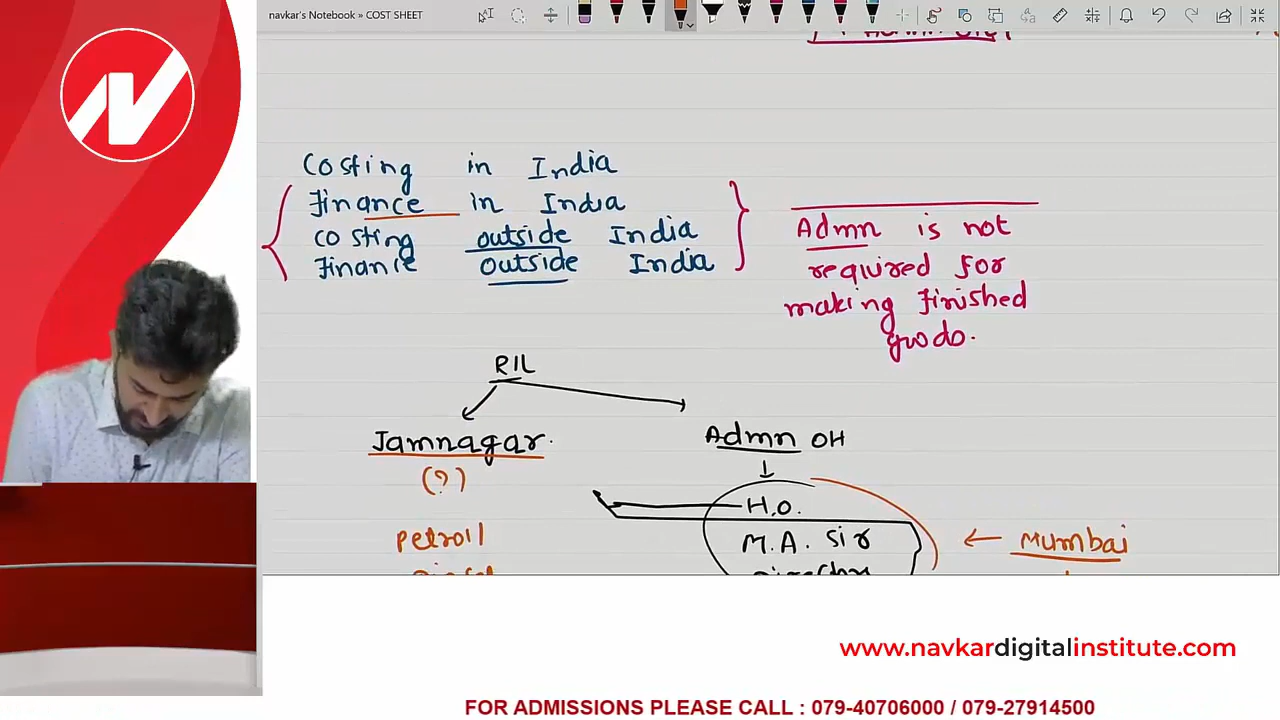 navkar's Notebook » COST SHEET
Costing in India
Finance in India
Costing outside India
Finance Outside India
Admn is not
required for
making finished
goods.
RIL
Jamnagar.
Admn OH
(?)
H.O.
Petroil
M.A. Sir
Mumbai
www.navkardigitalinstitute.com
FOR ADMISSIONS PLEASE CALL : 079-40706000 / 079-27914500